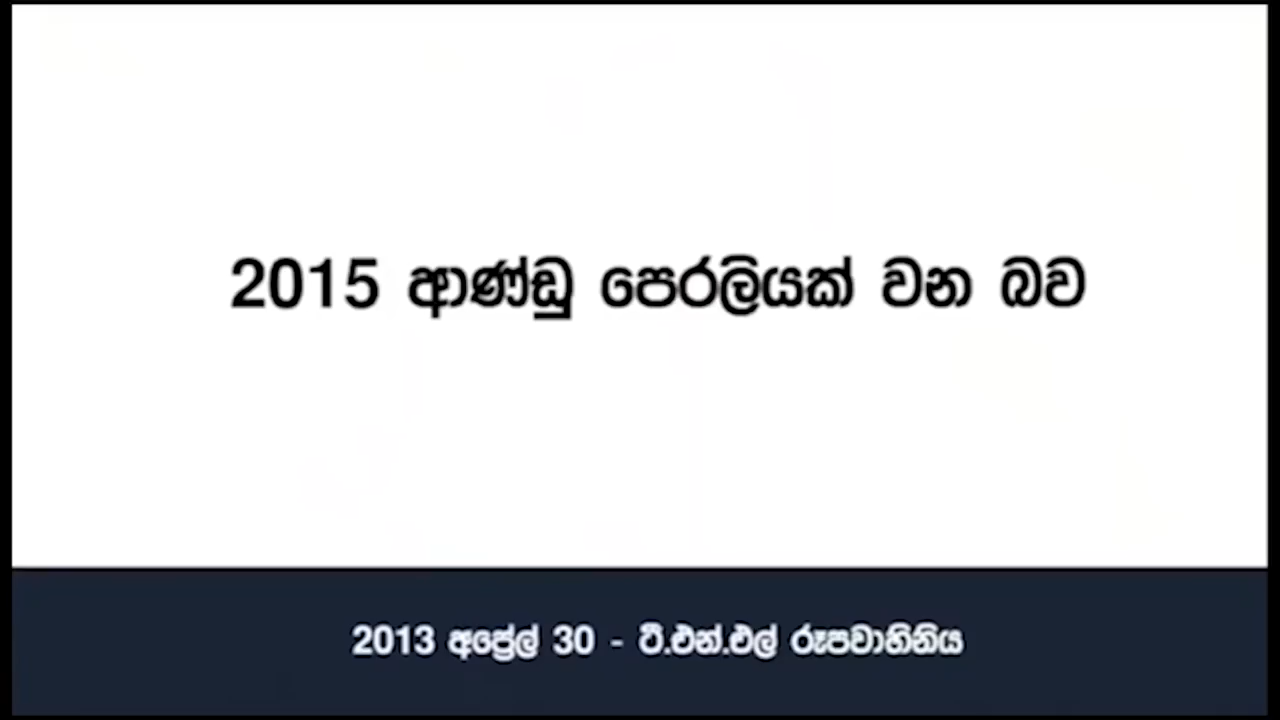 2015 ආණ්ඩු පෙරලියක් වන බව
2013 අප්‍රේල් 30 - ටී.එන්.එල් රූපවාහිනිය